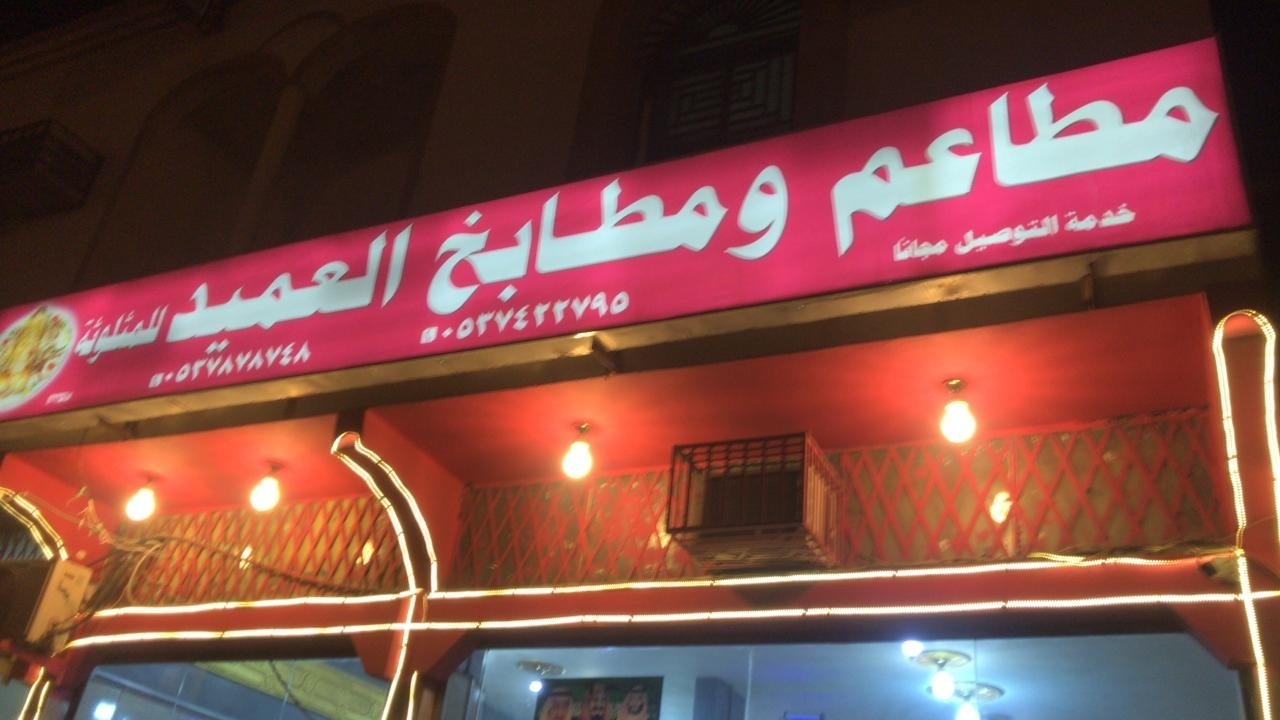 مطاعم ومطابخ العميد للمثلوثة
خدمة التوصيل مجانا
٠٥٣٧٤٢٢٧٩٥
٠٥٣٧٨٧٨٧٤٨